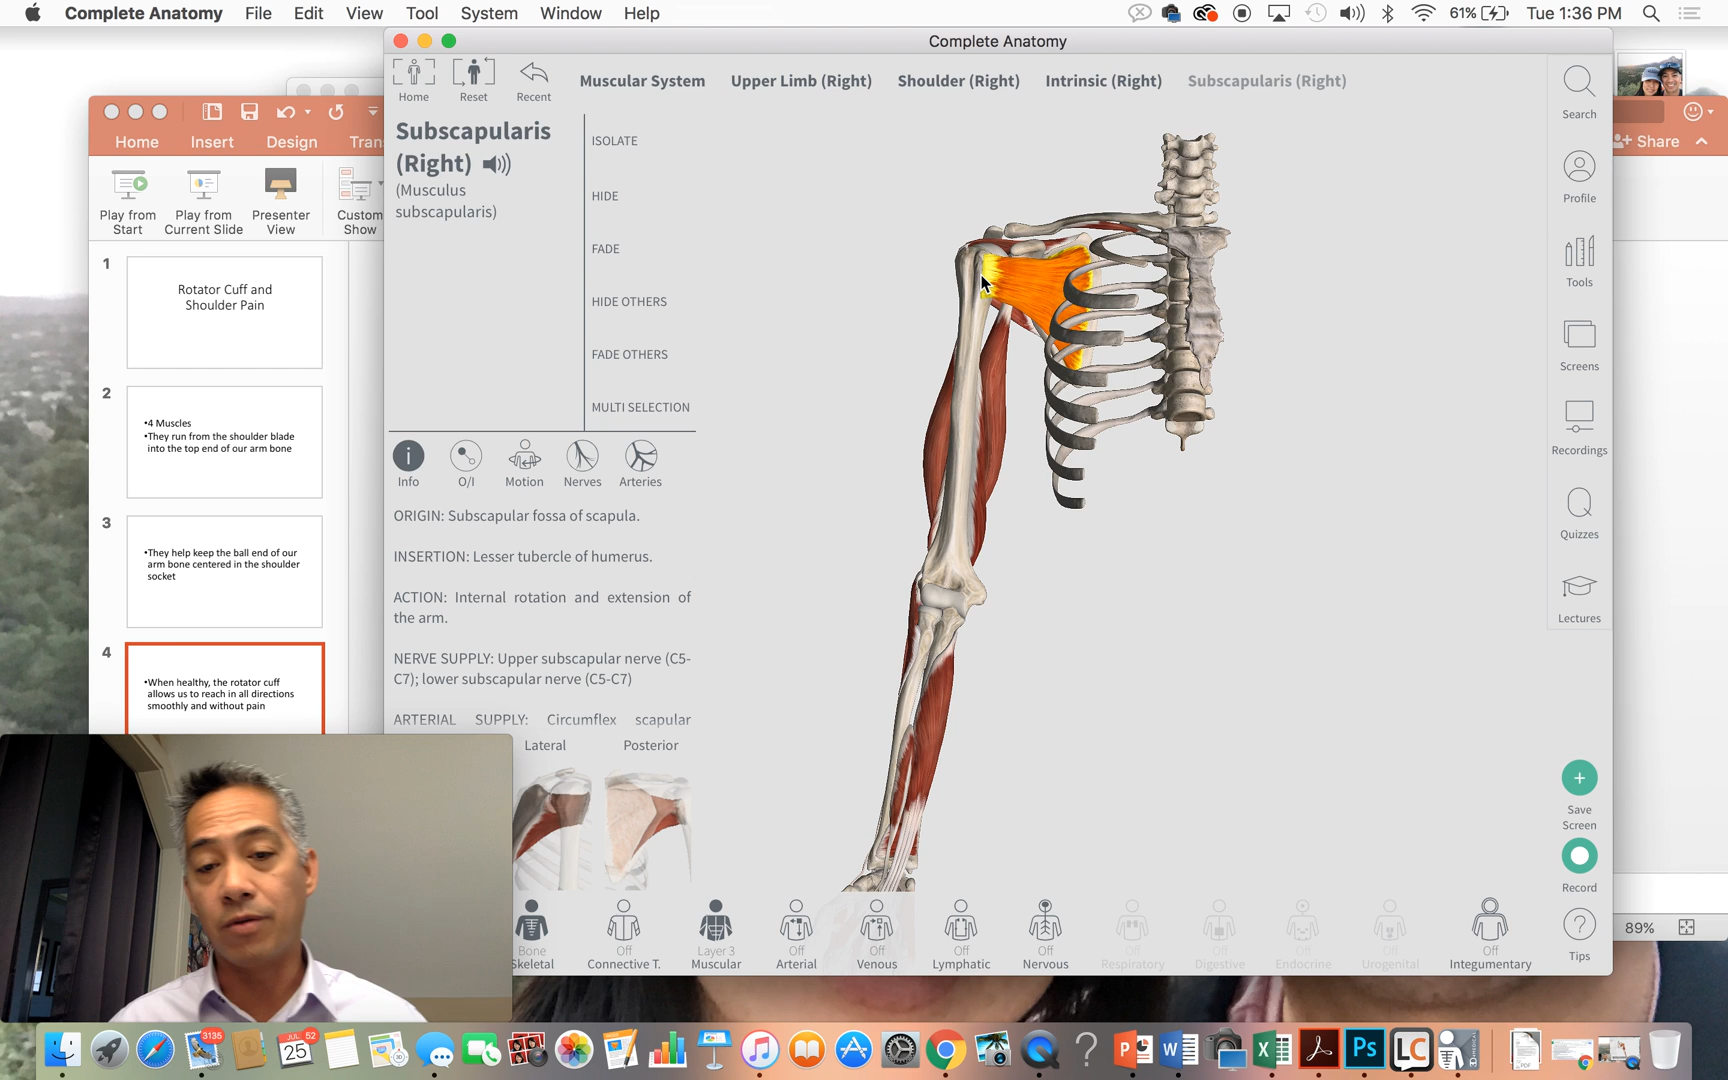 Complete Anatomy File Edit View Tool System Window Help
61% Tue 1:36 PM
Complete Anatomy
Home Reset Recent
Muscular System Upper Limb (Right) Shoulder (Right) Intrinsic (Right) Subscapularis (Right)
Subscapularis
(Right)
(Musculus
subscapularis)
ISOLATE
HIDE
FADE
HIDE OTHERS
FADE OTHERS
MULTI SELECTION
i
Info O/I Motion Nerves Arteries
ORIGIN: Subscapular fossa of scapula.
INSERTION: Lesser tubercle of humerus.
ACTION: Internal rotation and extension of
the arm.
NERVE SUPPLY: Upper subscapular nerve (C5-
C7); lower subscapular nerve (C5-C7)
ARTERIAL SUPPLY: Circumflex scapular
Lateral Posterior
Home Insert Design Tran
Share
Play from
Start
Play from
Current Slide
Presenter
View
Custom
Show
1
Rotator Cuff and
Shoulder Pain
2
•4 Muscles
•They run from the shoulder blade
into the top end of our arm bone
3
•They help keep the ball end of our
arm bone centered in the shoulder
socket
4
•When healthy, the rotator cuff
allows us to reach in all directions
smoothly and without pain
Search
Profile
Tools
Screens
Recordings
Quizzes
Lectures
Save
Screen
Record
?
Tips
89%
Bone
Skeletal
Off
Connective T.
Layer 3
Muscular
Off
Arterial
Off
Venous
Off
Lymphatic
Off
Nervous
Off
Respiratory
Off
Digestive
Off
Endocrine
Off
Urogenital
Off
Integumentary
3135
JUL
25
52
Ps
LC